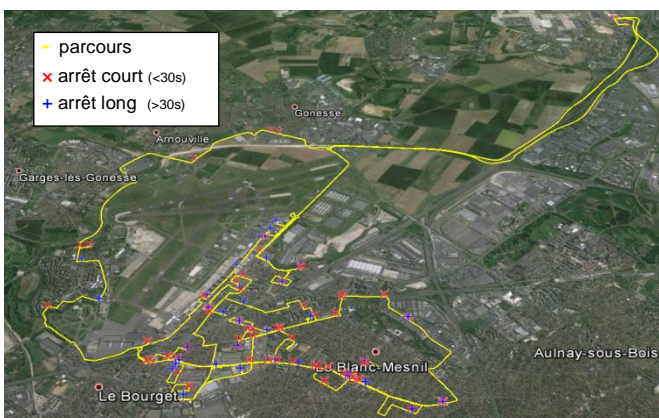 parcours
arrêt court (<30s)
arrêt long (>30s)
Gonesse
Arnouville
Garges-lès-Gonesse
Le Blanc-Mesnil
Aulnay-sous-Bois
Le Bourget